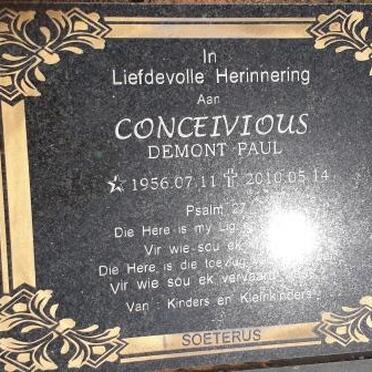 In
Liefdevolle Herinnering
Aan
CONCEIVIOUS
DEMONT PAUL
1956.07.11 2010.05.14
Psalm 27
Die Here is my Lig
Vir wie sou ek
Die Here is die
Vir wie sou ek
Van: Kinders en Kleinkinders
SOETERUS